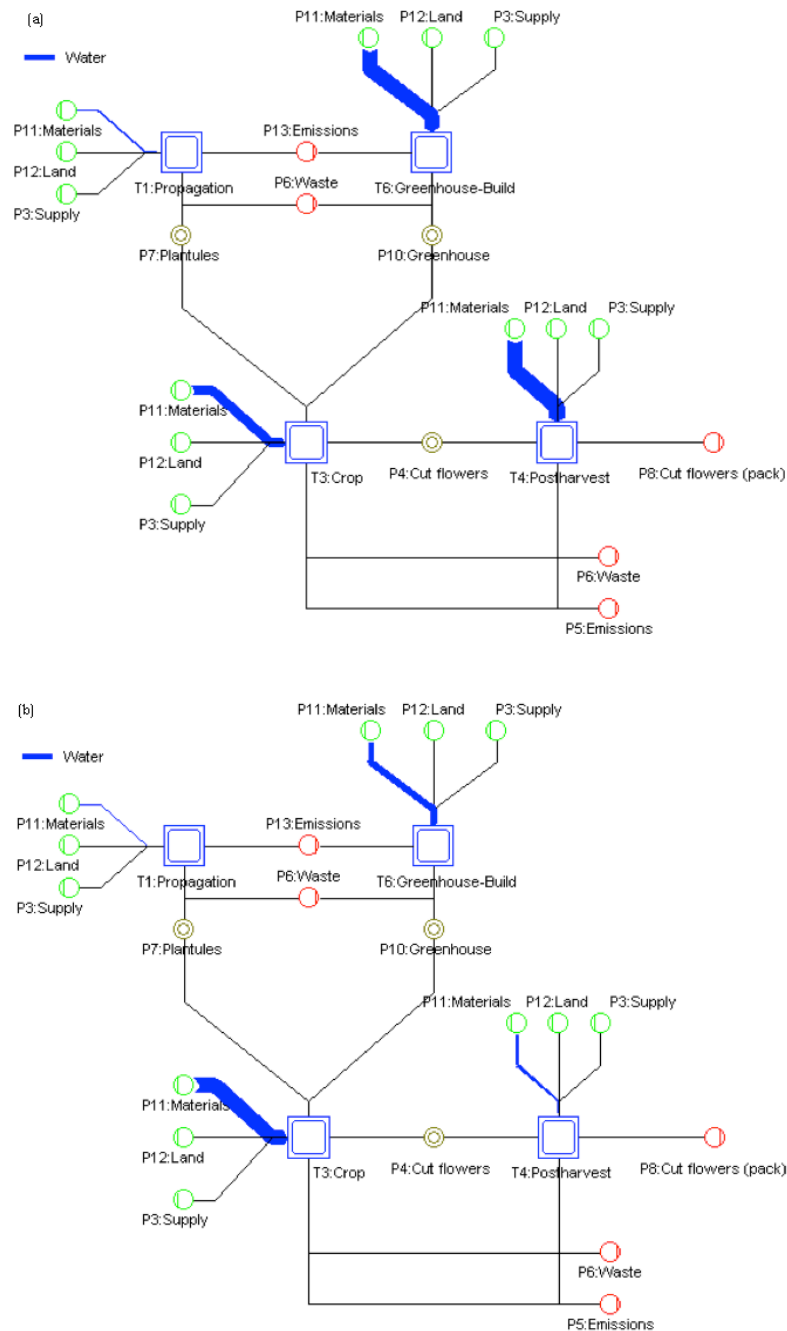 (a)
P11:Materials P12:Land P3:Supply
Water
P11:Materials
P13:Emissions
P12:Land
T1:Propagation
P6:Waste
T6:Greenhouse-Build
P3:Supply
P7:Plantules
P10:Greenhouse
P11:Materials P12:Land P3:Supply
P11:Materials
P12:Land
T3:Crop
P4:Cut flowers
T4:Postharvest
P8:Cut flowers (pack)
P3:Supply
P6:Waste
P5:Emissions
(b)
P11:Materials P12:Land P3:Supply
Water
P11:Materials
P13:Emissions
P12:Land
P6:Waste
T1:Propagation
T6:Greenhouse-Build
P3:Supply
P7:Plantules
P10:Greenhouse
P11:Materials P12:Land P3:Supply
P11:Materials
P12:Land
T3:Crop
P4:Cut flowers
T4:Postharvest
P8:Cut flowers (pack)
P3:Supply
P6:Waste
P5:Emissions